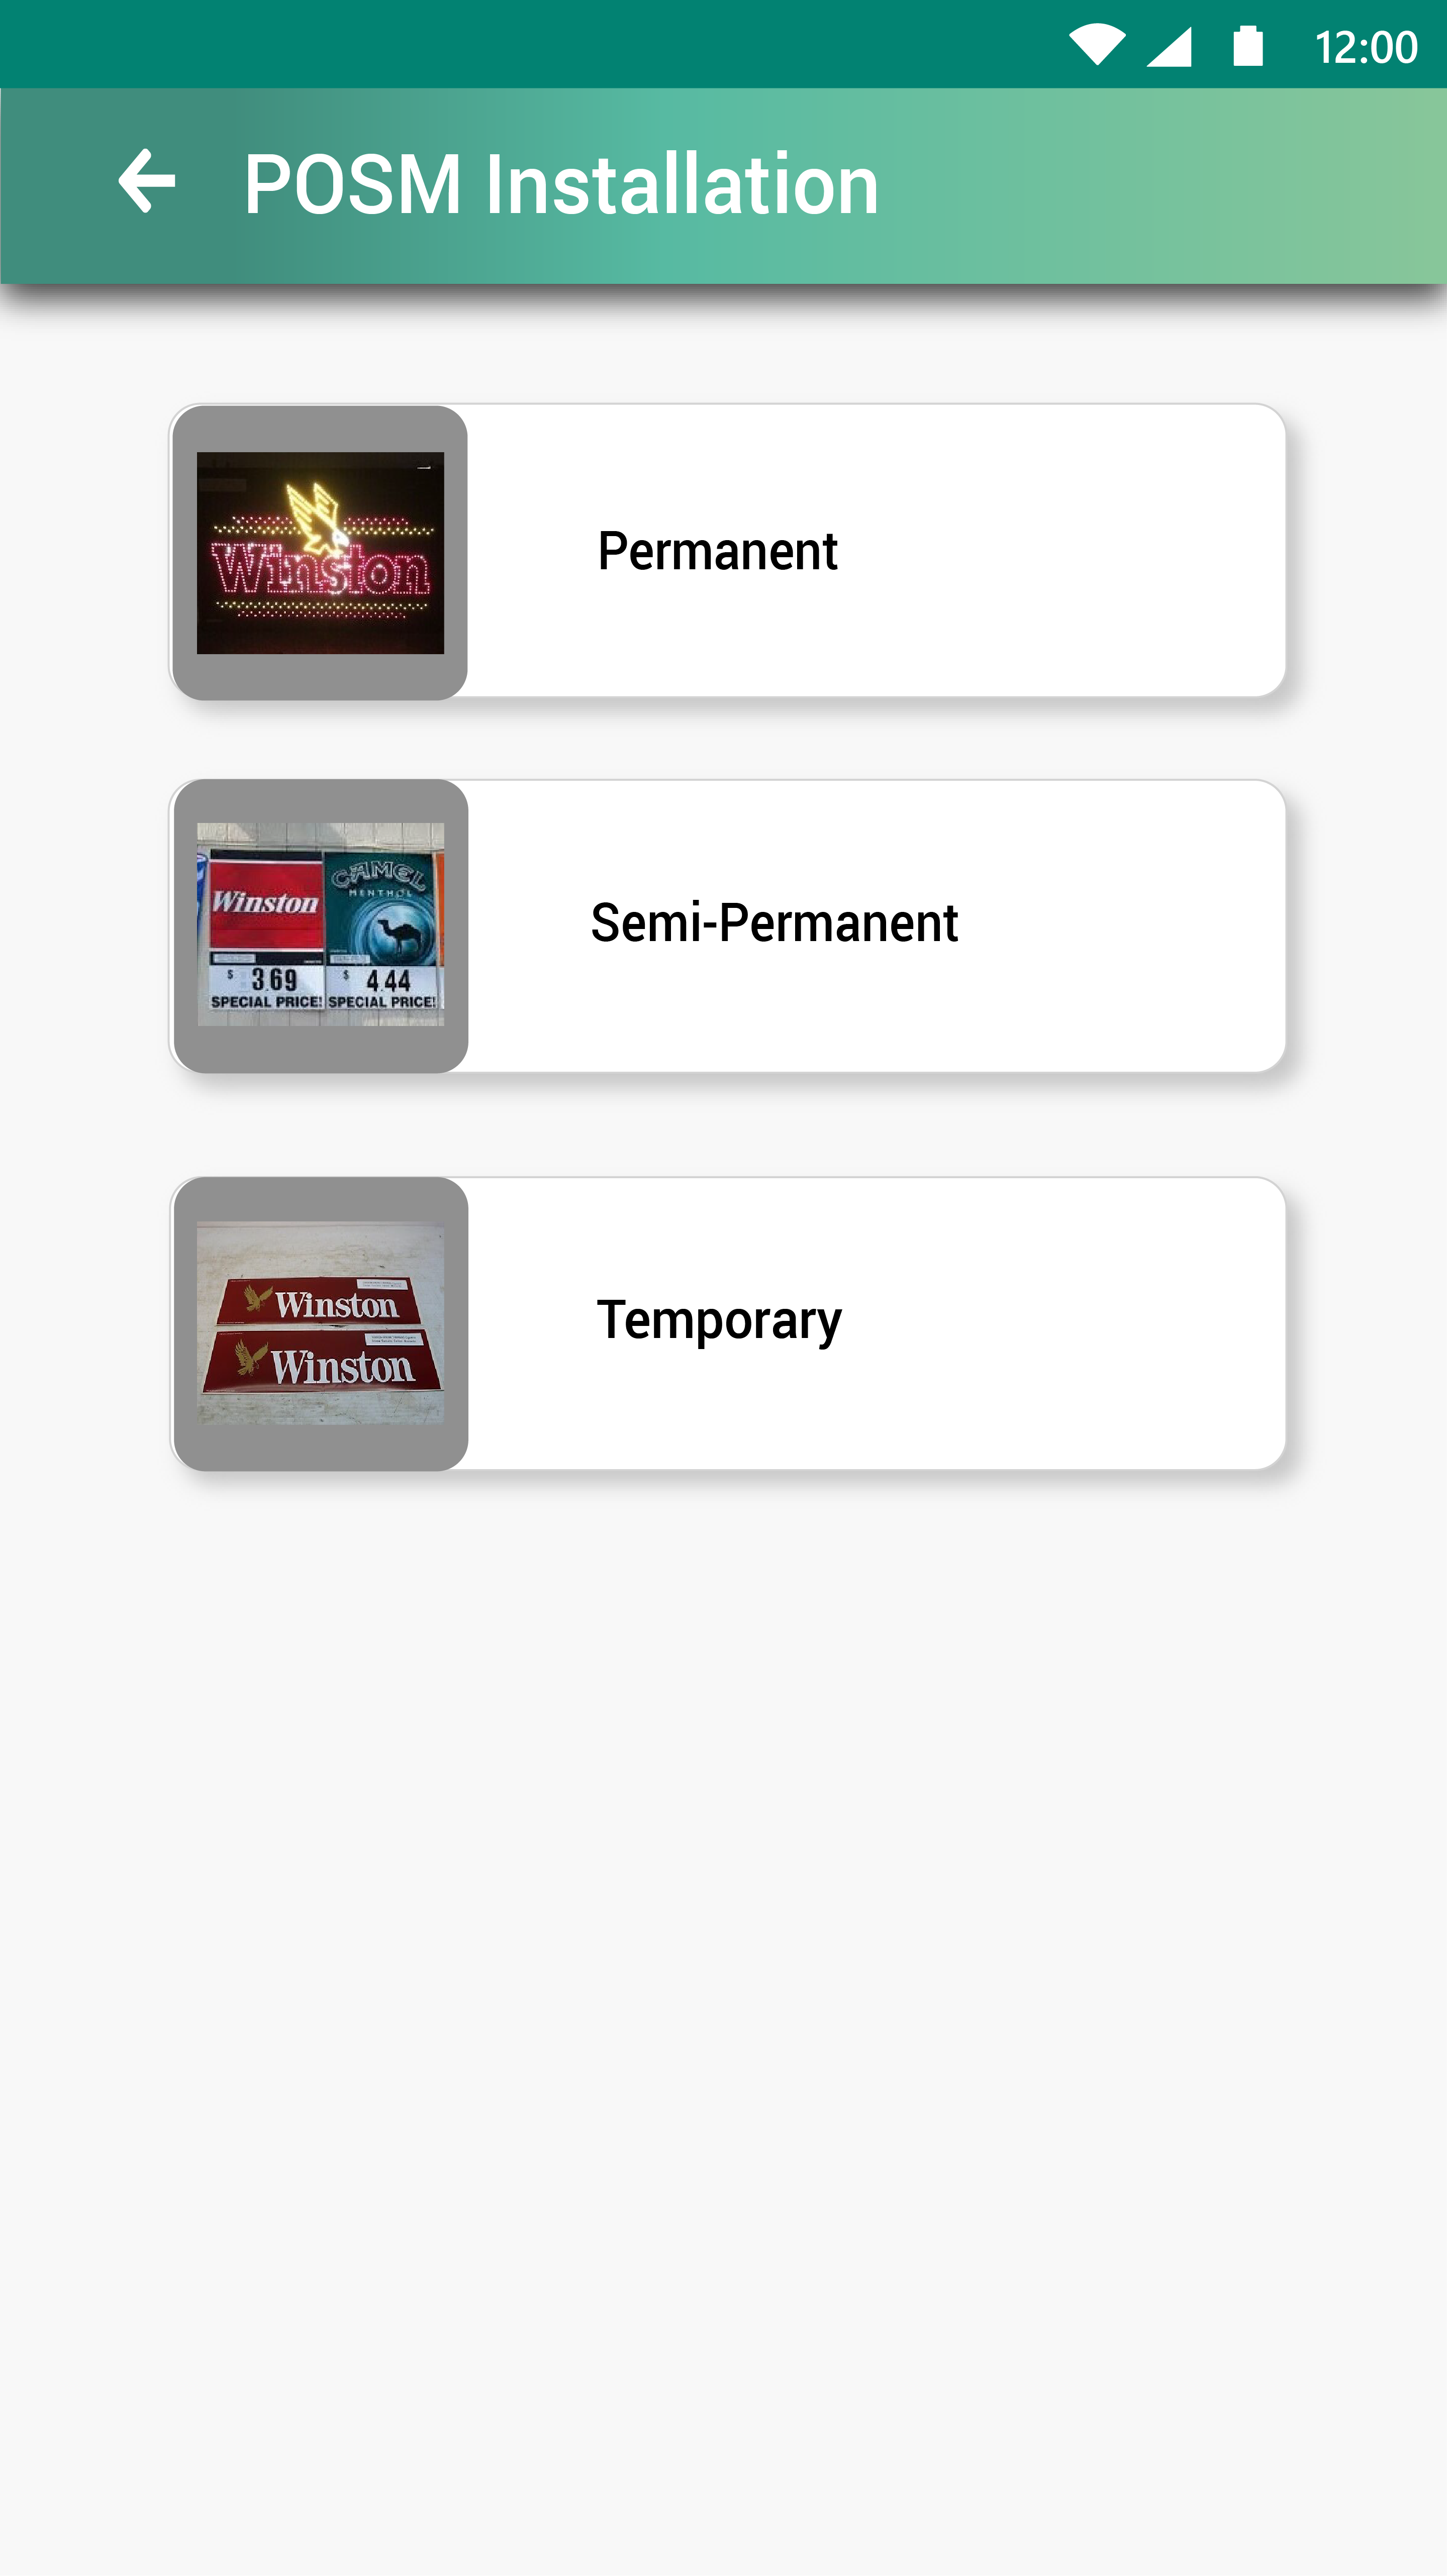 12:00
POSM Installation
Winston
Permanent
Winston
CAMEL
MENTHOL
$ 3.69
$ 4.44
SPECIAL PRICE!
SPECIAL PRICE!
Semi-Permanent
Winston
Winston
Temporary